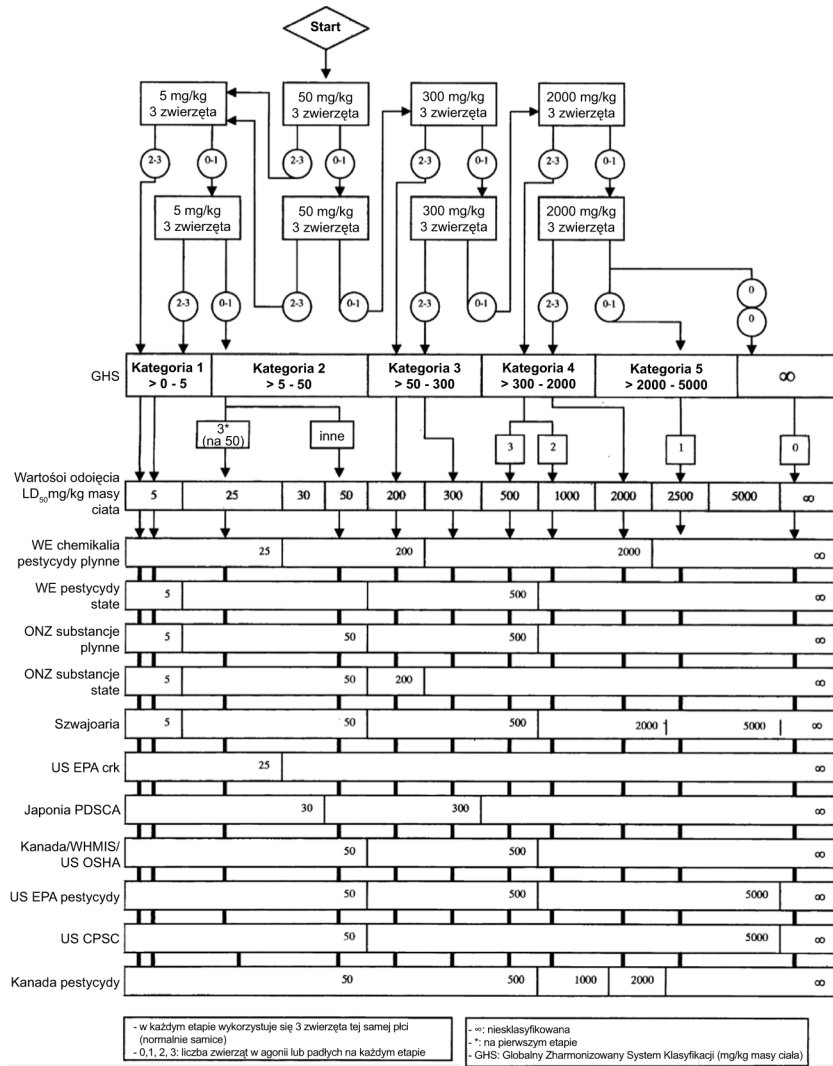 Start
5 mg/kg
3 zwierzęta
50 mg/kg
3 zwierzęta
300 mg/kg
3 zwierzęta
2000 mg/kg
3 zwierzęta
2-3
0-1
2-3
0-1
2-3
0-1
2-3
0-1
5 mg/kg
3 zwierzęta
50 mg/kg
3 zwierzęta
300 mg/kg
3 zwierzęta
2000 mg/kg
3 zwierzęta
2-3
0-1
2-3
0-1
2-3
0-1
2-3
0-1
0
0
GHS
Kategoria 1
> 0 - 5
Kategoria 2
> 5 - 50
Kategoria 3
> 50 - 300
Kategoria 4
> 300 - 2000
Kategoria 5
> 2000 - 5000
∞
3*
(na 50)
inne
3
2
1
0
Wartośoi odoięcia
LD₅₀mg/kg masy
ciata
5 25 30 50 200 300 500 1000 2000 2500 5000 ∞
WE chemikalia
pestycydy plynne
25 200 2000 ∞
WE pestycydy
state
5 500 ∞
ONZ substancje
plynne
5 50 500 ∞
ONZ substancje
state
5 50 200 ∞
Szwajoaria
5 50 500 2000 5000 ∞
US EPA crk
25 ∞
Japonia PDSCA
30 300 ∞
Kanada/WHMIS/
US OSHA
50 500 ∞
US EPA pestycydy
50 500 5000 ∞
US CPSC
50 5000 ∞
Kanada pestycydy
50 500 1000 2000 ∞
- w każdym etapie wykorzystuje się 3 zwierzęta tej samej płci
(normalnie samice)
- 0,1, 2, 3: liczba zwierząt w agonii lub padłych na każdym etapie
- ∞: niesklasyfikowana
- *: na pierwszym etapie
- GHS: Globalny Zharmonizowany System Klasyfikacji (mg/kg masy ciała)